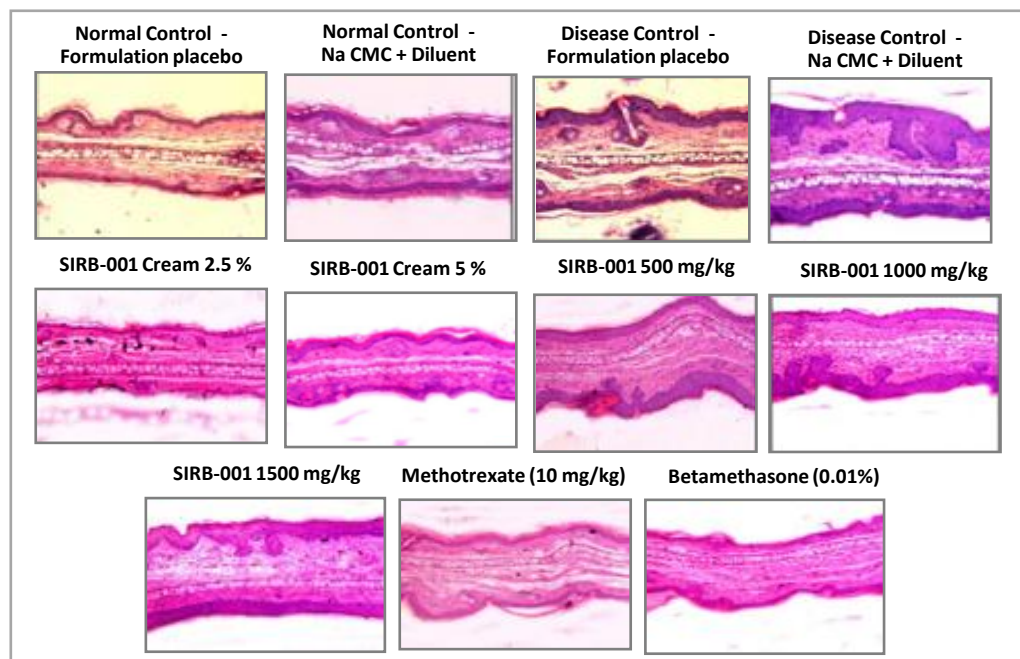 Normal Control -
Formulation placebo
Normal Control -
Na CMC + Diluent
Disease Control -
Formulation placebo
Disease Control -
Na CMC + Diluent
SIRB-001 Cream 2.5 %
SIRB-001 Cream 5 %
SIRB-001 500 mg/kg
SIRB-001 1000 mg/kg
SIRB-001 1500 mg/kg
Methotrexate (10 mg/kg)
Betamethasone (0.01%)